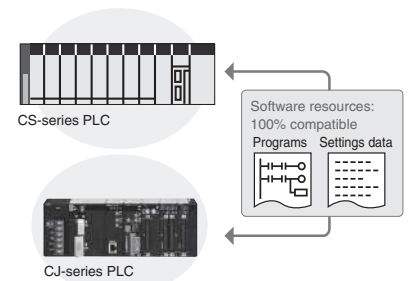 CS-series PLC
Software resources:
100% compatible
Programs Settings data
CJ-series PLC